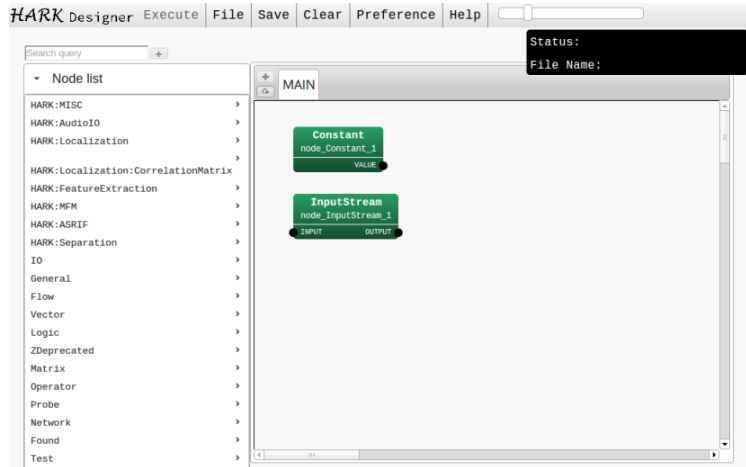 HARK Designer Execute File Save Clear Preference Help
Status:
File Name:
Search query
Node list
MAIN
HARK:MISC
HARK:AudioIO
HARK:Localization
HARK:Localization:CorrelationMatrix
HARK:FeatureExtraction
HARK:MFM
HARK:ASRIF
HARK:Separation
IO
General
Flow
Vector
Logic
ZDeprecated
Matrix
Operator
Probe
Network
Found
Test
Constant
node_Constant_1
VALUE
InputStream
node_InputStream_1
INPUT OUTPUT